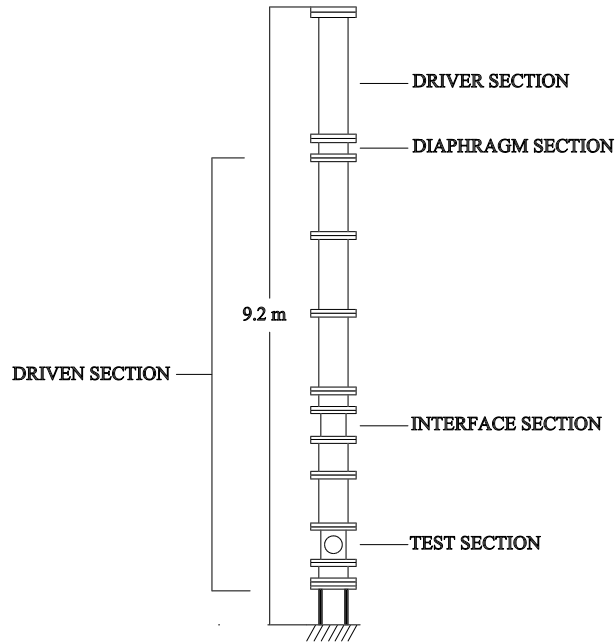 DRIVER SECTION
DIAPHRAGM SECTION
9.2 m
DRIVEN SECTION
INTERFACE SECTION
TEST SECTION